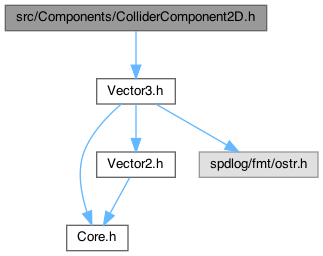 src/Components/ColliderComponent2D.h
Vector3.h
Vector2.h
spdlog/fmt/ostr.h
Core.h